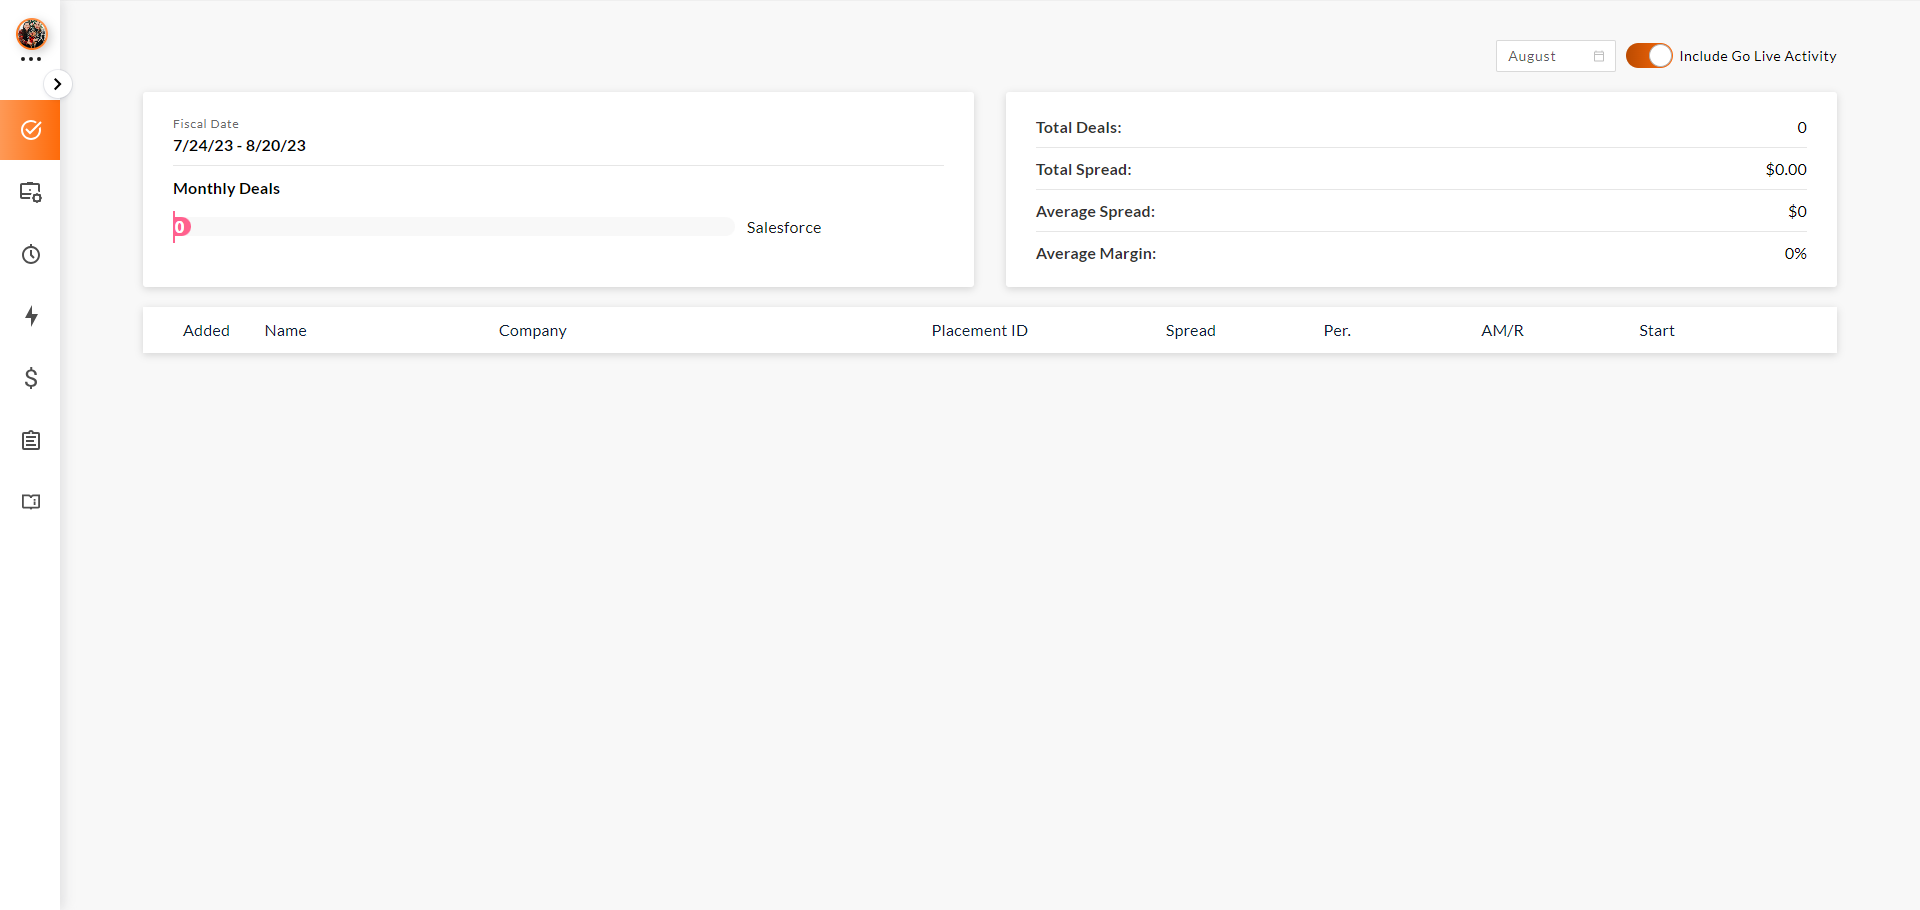 August
Include Go Live Activity
Fiscal Date
7/24/23 - 8/20/23
Monthly Deals
0
Salesforce
Total Deals: 0
Total Spread: $0.00
Average Spread: $0
Average Margin: 0%
Added Name Company Placement ID Spread Per. AM/R Start